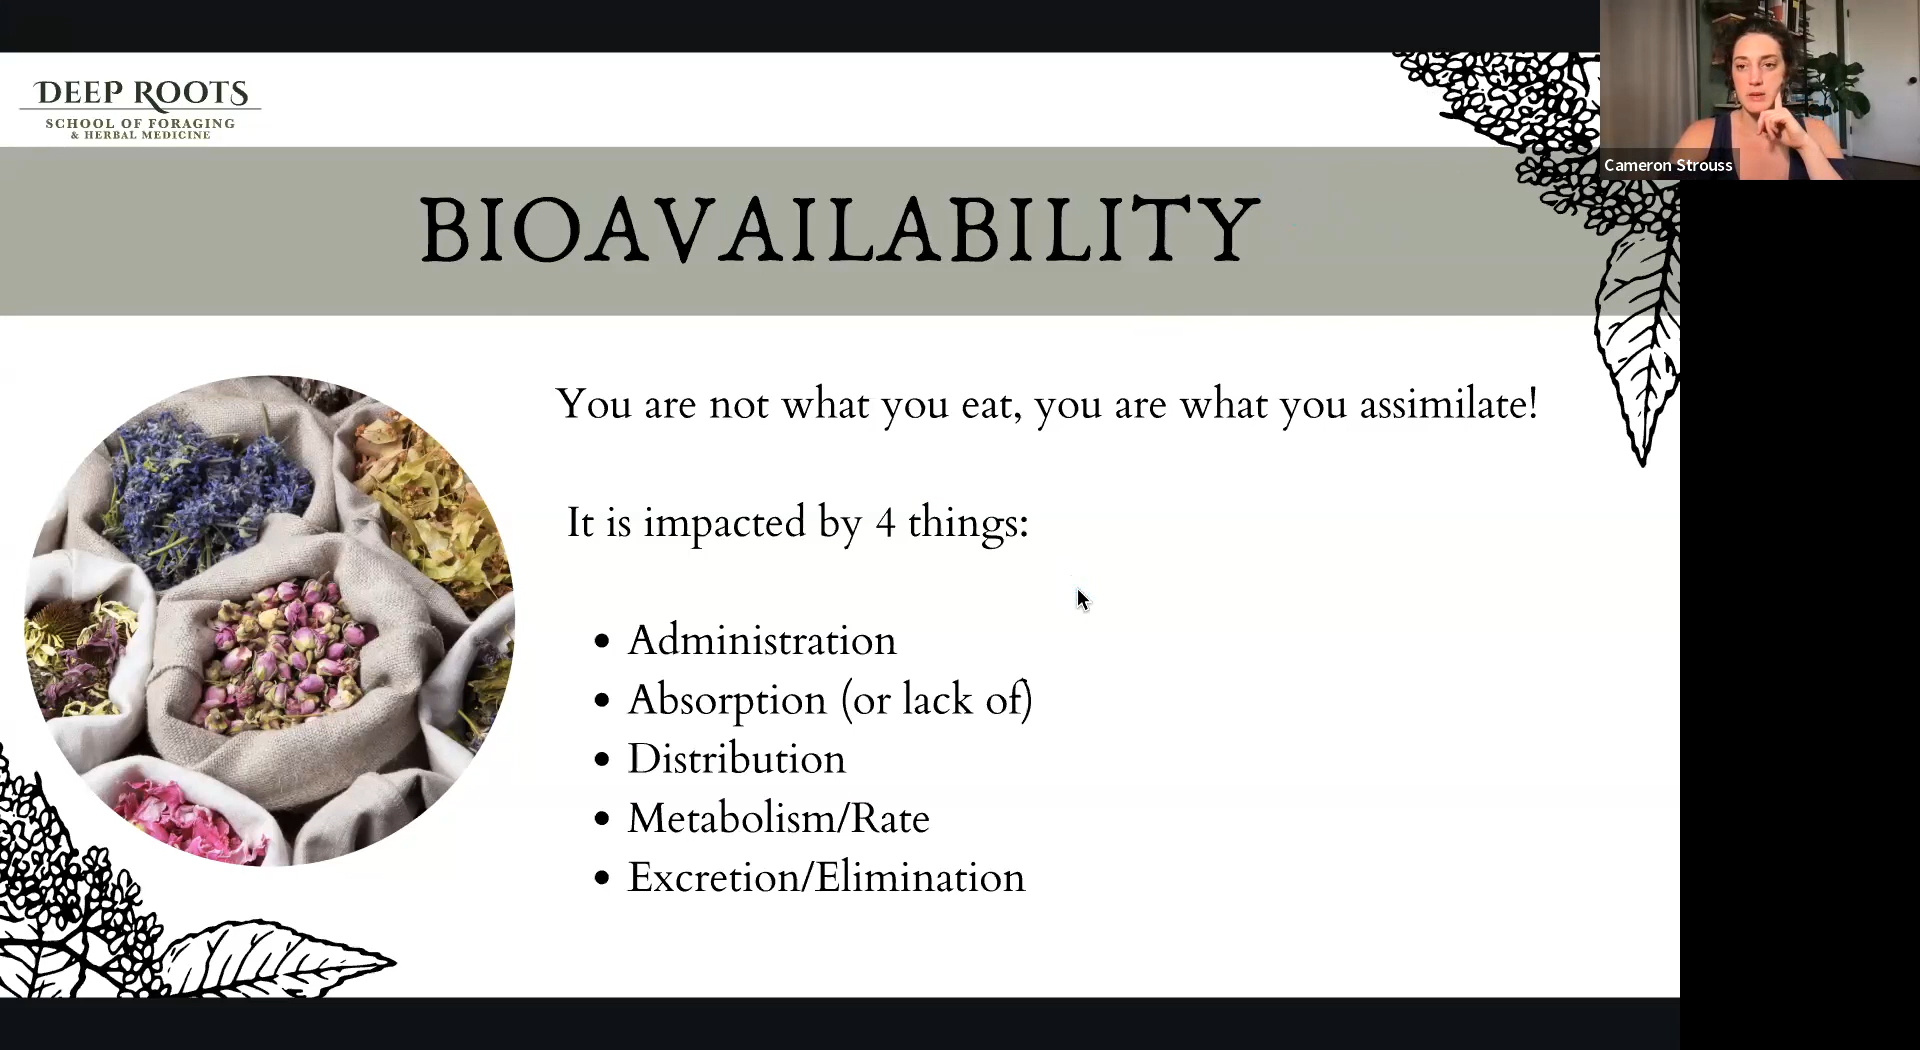 DEEP ROOTS
SCHOOL OF FORAGING
& HERBAL MEDICINE
Cameron Strouss
BIOAVAILABILITY
You are not what you eat, you are what you assimilate!
It is impacted by 4 things:
• Administration
• Absorption (or lack of)
• Distribution
• Metabolism/Rate
• Excretion/Elimination